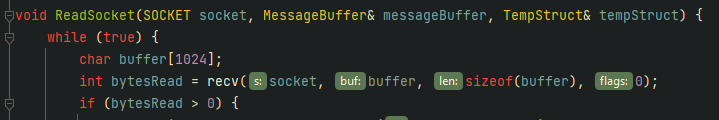 void ReadSocket(SOCKET socket, MessageBuffer& messageBuffer, TempStruct& tempStruct) {
while (true) {
char buffer[1024];
int bytesRead = recv( s: socket, buf: buffer, len: sizeof(buffer), flags: 0);
if (bytesRead > 0) {